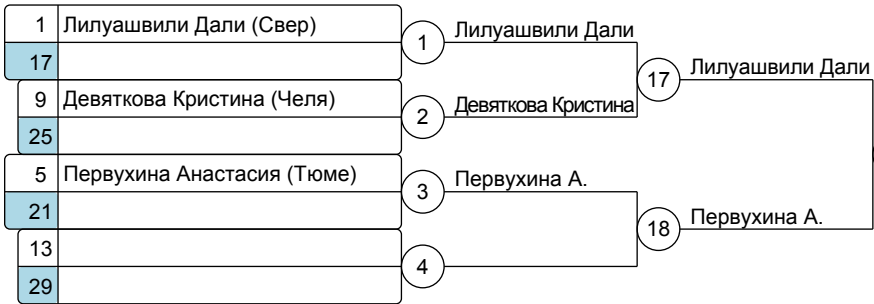 1 Лилуашвили Дали (Свер)
17
9 Девяткова Кристина (Челя)
25
5 Первухина Анастасия (Тюме)
21
13
29
1 Лилуашвили Дали
2 Девяткова Кристина
3 Первухина А.
4
17 Лилуашвили Дали
18 Первухина А.